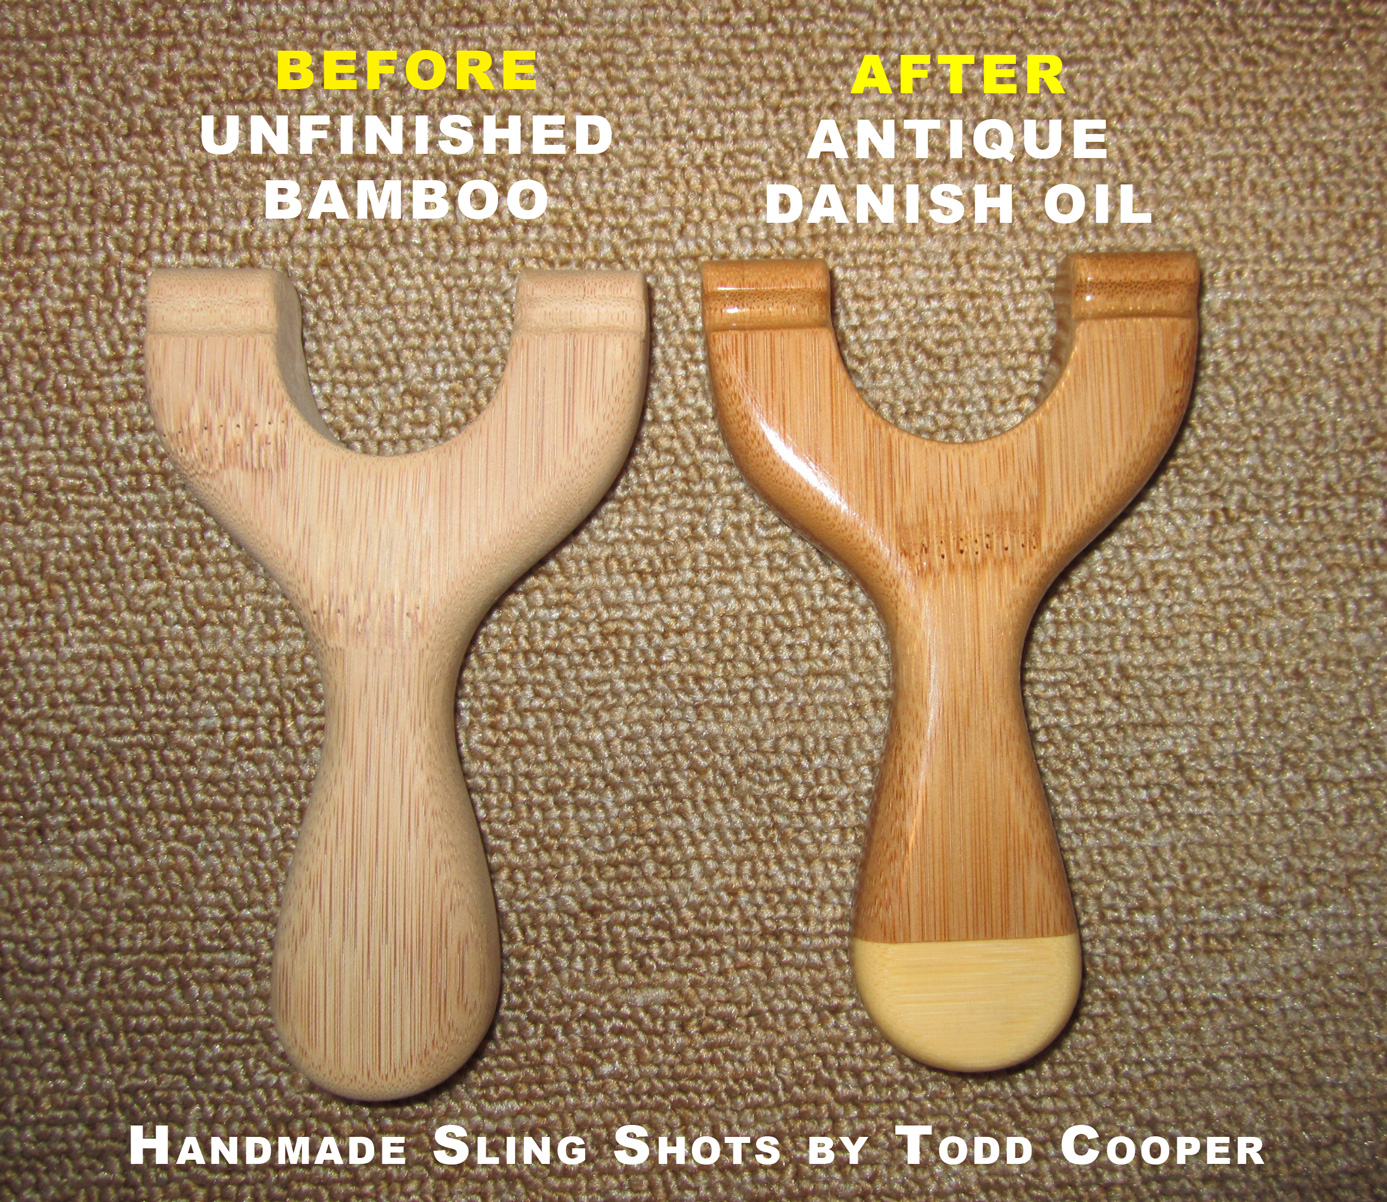 BEFORE
UNFINISHED
BAMBOO
AFTER
ANTIQUE
DANISH OIL
Handmade Sling Shots by Todd Cooper